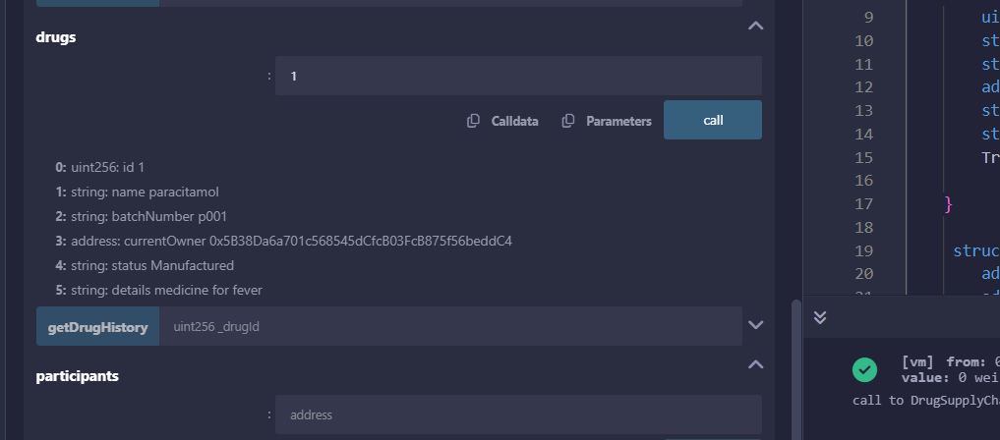 drugs
: 1
Calldata Parameters call
0: uint256: id 1
1: string: name paracitamol
2: string: batchNumber p001
3: address: currentOwner 0x5B38Da6a701c568545dCfcB03FcB875f56beddC4
4: string: status Manufactured
5: string: details medicine for fever
getDrugHistory uint256 _drugId
participants
: address
9 ui
10 st
11 st
12 ad
13 st
14 st
15 Tr
16
17 }
18
19 struc
20 ad
[vm] from: 0
value: 0 wei
call to DrugSupplyCha